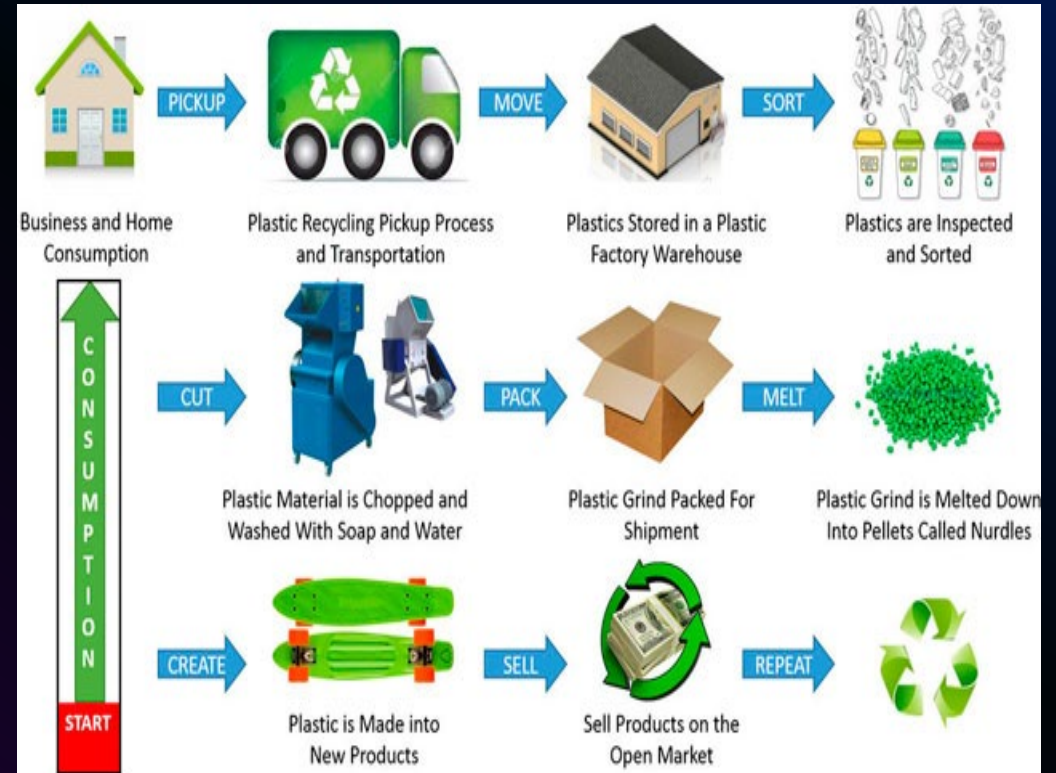 PICKUP
MOVE
SORT
Business and Home
Consumption
Plastic Recycling Pickup Process
and Transportation
Plastics Stored in a Plastic
Factory Warehouse
Plastics are Inspected
and Sorted
CONSUMPTION
START
CUT
PACK
MELT
Plastic Material is Chopped and
Washed With Soap and Water
Plastic Grind Packed For
Shipment
Plastic Grind is Melted Down
Into Pellets Called Nurdles
CREATE
SELL
REPEAT
Plastic is Made into
New Products
Sell Products on the
Open Market